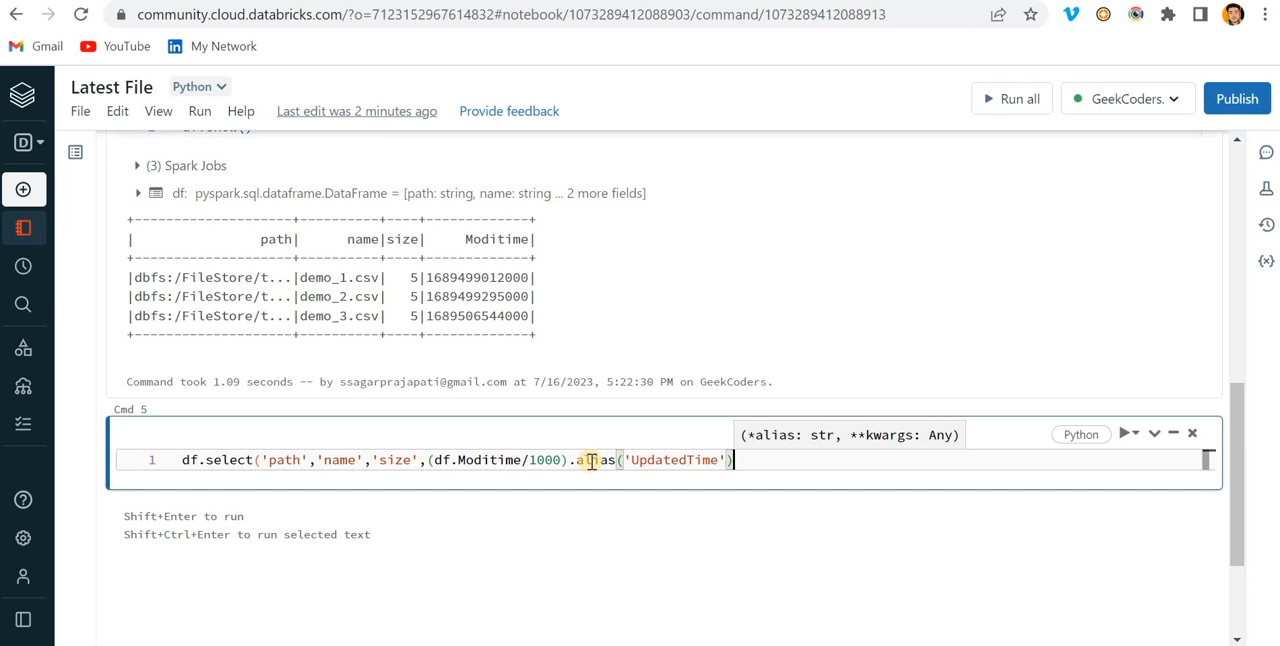 community.cloud.databricks.com/?o=7123152967614832#notebook/1073289412088903/command/1073289412088913
Gmail YouTube My Network
Latest File Python
File Edit View Run Help Last edit was 2 minutes ago Provide feedback
Run all GeekCoders. Publish
D
(3) Spark Jobs
df: pyspark.sql.dataframe.DataFrame = [path: string, name: string ... 2 more fields]
+--------------------+----------+----+-------------+
| path| name|size| Moditime|
+--------------------+----------+----+-------------+
|dbfs:/FileStore/t...|demo_1.csv| 5|1689499012000|
|dbfs:/FileStore/t...|demo_2.csv| 5|1689499295000|
|dbfs:/FileStore/t...|demo_3.csv| 5|1689506544000|
+--------------------+----------+----+-------------+
Command took 1.09 seconds -- by ssagarprajapati@gmail.com at 7/16/2023, 5:22:30 PM on GeekCoders.
Cmd 5
(*alias: str, **kwargs: Any)
Python
1 df.select('path','name','size',(df.Moditime/1000).alias('UpdatedTime')
Shift+Enter to run
Shift+Ctrl+Enter to run selected text